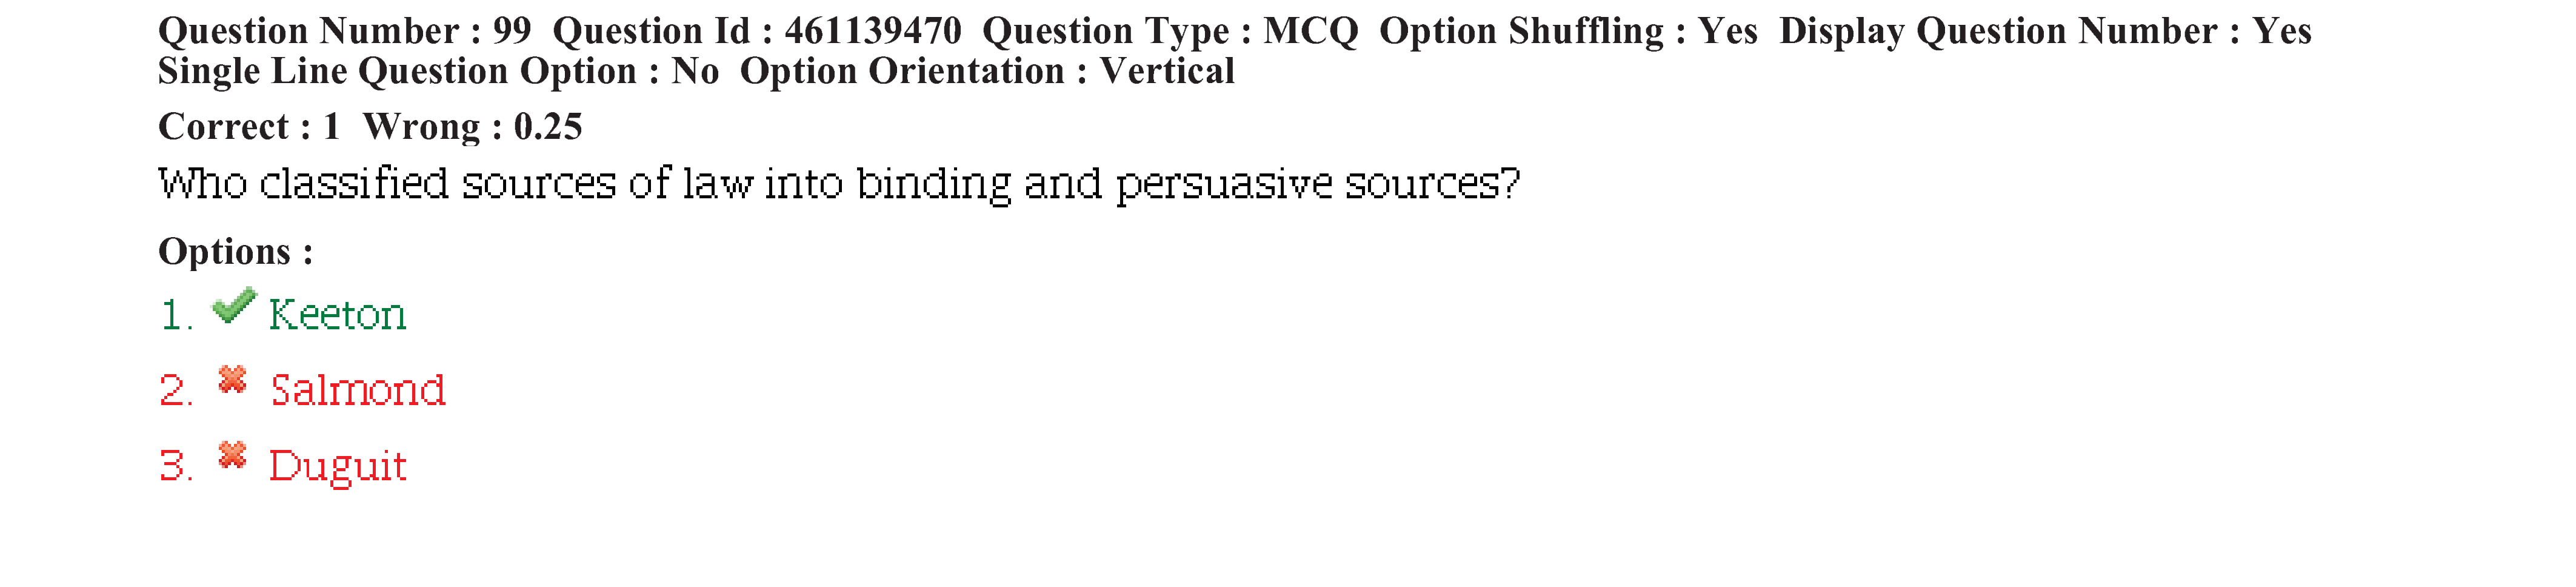 Question Number : 99 Question Id : 461139470 Question Type : MCQ Option Shuffling : Yes Display Question Number : Yes
Single Line Question Option : No Option Orientation : Vertical
Correct : 1 Wrong : 0.25
Who classified sources of law into binding and persuasive sources?
Options :
1. Keeton
2. Salmond
3. Duguit